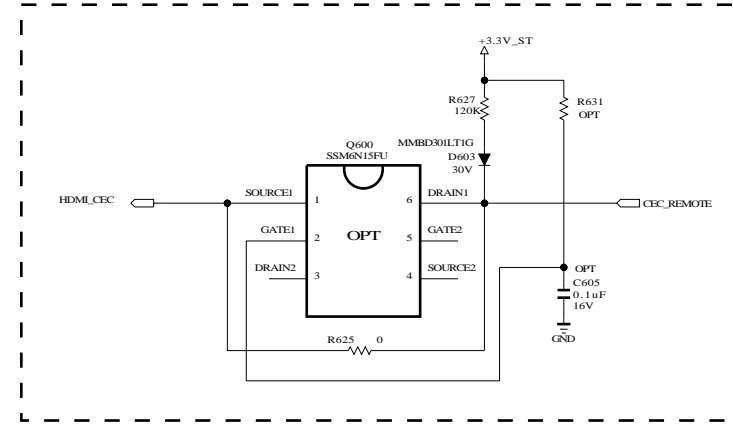 +3.3V_ST
R627
120K
R631
OPT
Q600
SSM6N15FU
MMBD301LT1G
D603
30V
HDMI_CEC
SOURCE1
1
6
DRAIN1
CEC_REMOTE
GATE1
2
OPT
5
GATE2
DRAIN2
3
4
SOURCE2
OPT
C605
0.1uF
16V
GND
R625 0